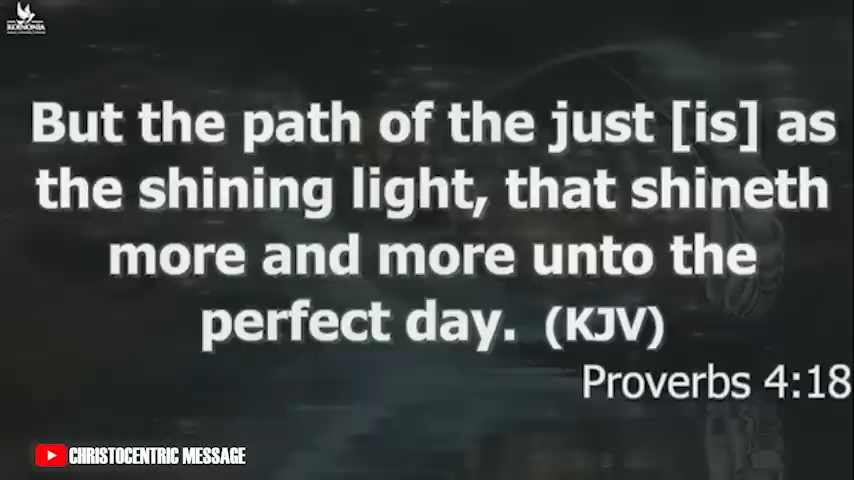 KOINONIA
But the path of the just [is] as
the shining light, that shineth
more and more unto the
perfect day. (KJV)
Proverbs 4:18
CHRISTOCENTRIC MESSAGE